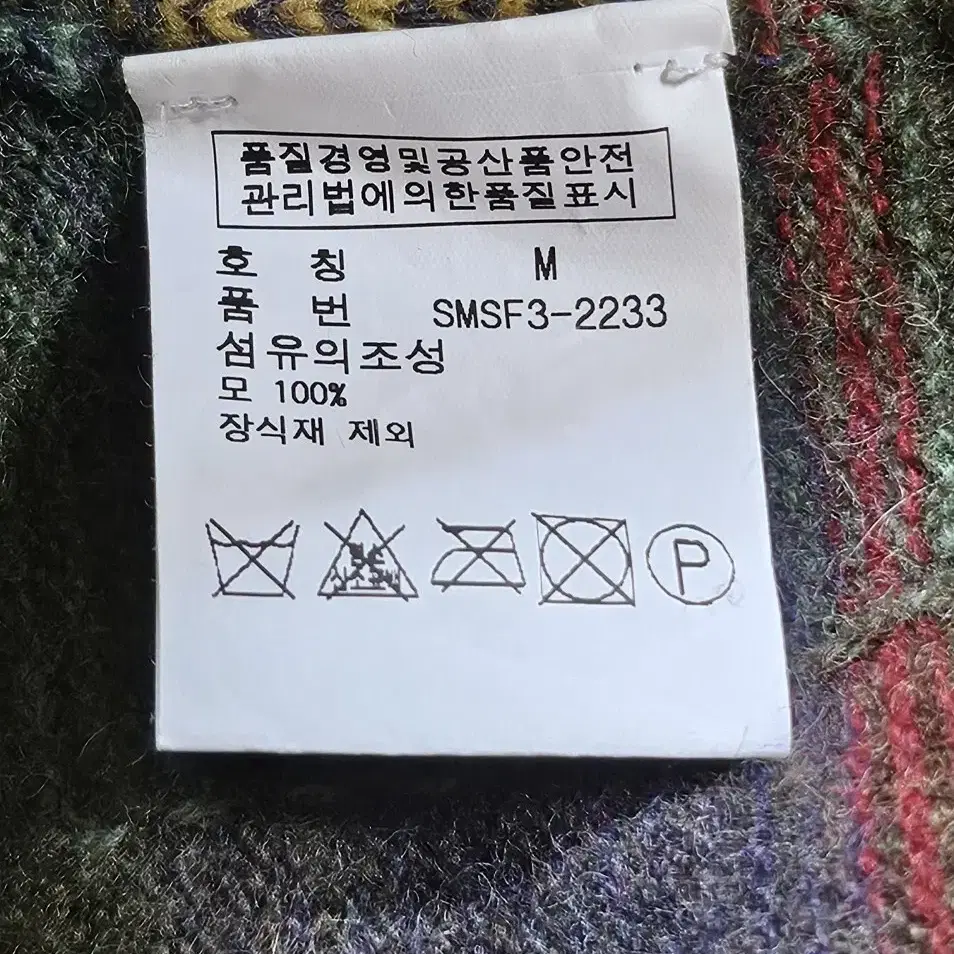 품질경영및공산품안전
관리법에의한품질표시
호 칭 M
품 번 SMSF3-2233
섬유의조성
모 100%
장식재 제외
P